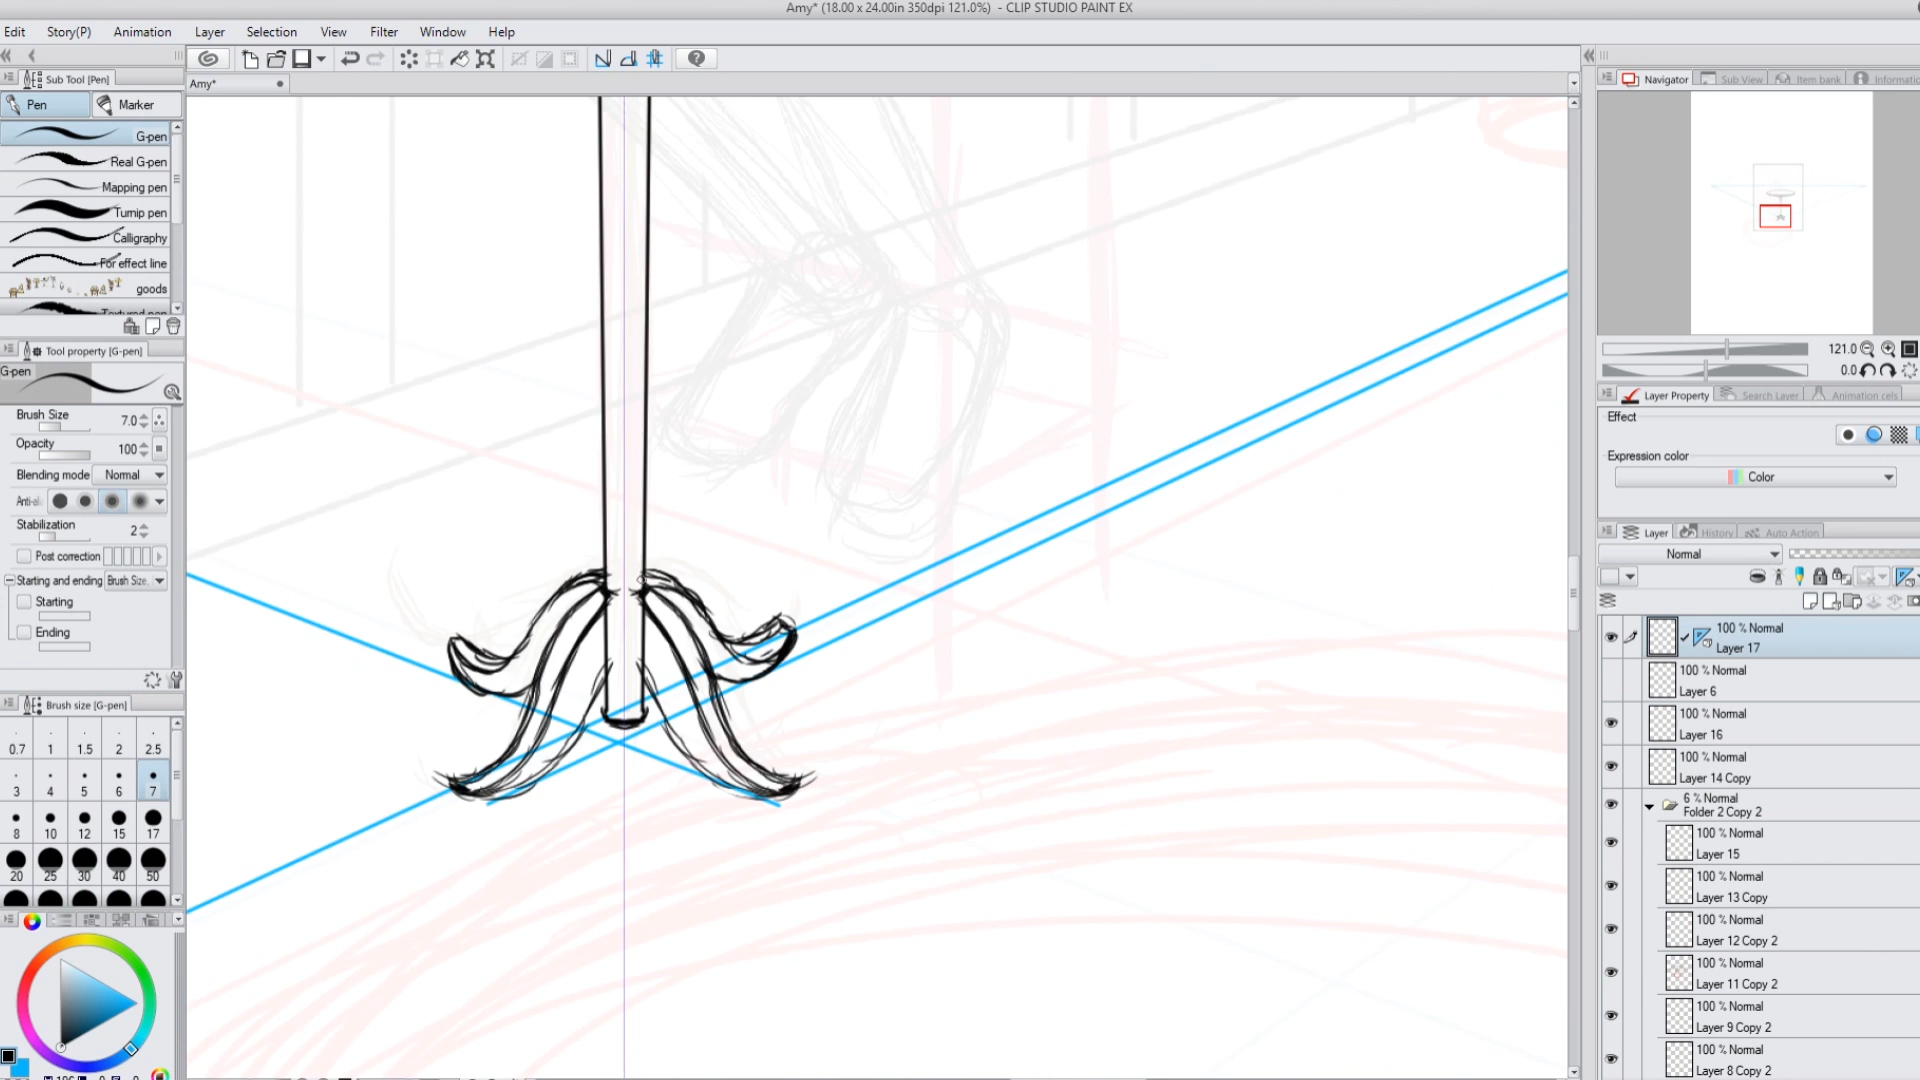 Amy* (18.00 x 24.00in 350dpi 121.0%) - CLIP STUDIO PAINT EX
Edit Story(P) Animation Layer Selection View Filter Window Help
Sub Tool [Pen]
Amy*
Navigator Sub View Item bank Informatio
Pen Marker
G-pen
Real G-pen
Mapping pen
Turnip pen
Calligraphy
For effect line
goods
Textured pen
Tool property [G-pen]
G-pen
Brush Size 7.0
Opacity 100
Blending mode Normal
Anti-ali
Stabilization 2
Post correction
Starting and ending Brush Size,
Starting
Ending
Brush size [G-pen]
0.7 1 1.5 2 2.5
3 4 5 6 7
8 10 12 15 17
20 25 30 40 50
121.0
0.0
Layer Property Search Layer Animation cels
Effect
Expression color
Color
Layer History Auto Action
Normal
100 % Normal
Layer 17
100 % Normal
Layer 6
100 % Normal
Layer 16
100 % Normal
Layer 14 Copy
6 % Normal
Folder 2 Copy 2
100 % Normal
Layer 15
100 % Normal
Layer 13 Copy
100 % Normal
Layer 12 Copy 2
100 % Normal
Layer 11 Copy 2
100 % Normal
Layer 9 Copy 2
100 % Normal
Layer 8 Copy 2